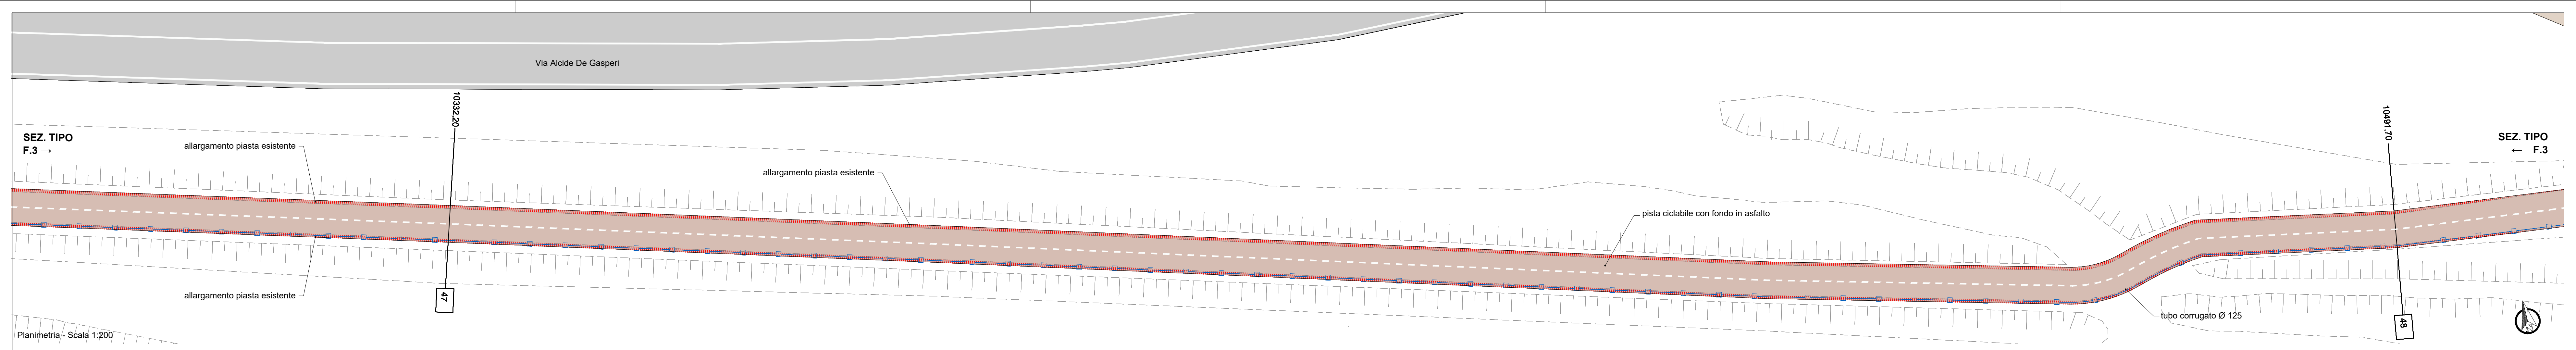 Via Alcide De Gasperi
10332,20
10491,70
SEZ. TIPO
F.3 →
SEZ. TIPO
← F.3
allargamento piasta esistente
allargamento piasta esistente
pista ciclabile con fondo in asfalto
allargamento piasta esistente
47
tubo corrugato Ø 125
48
Planimetria - Scala 1:200